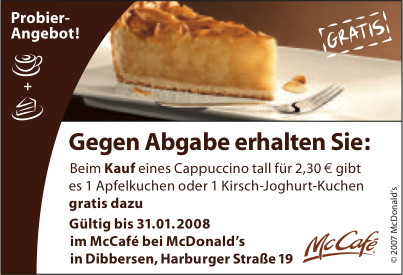 Probier-
Angebot!
GRATIS
+
Gegen Abgabe erhalten Sie:
Beim Kauf eines Cappuccino tall für 2,30 € gibt
es 1 Apfelkuchen oder 1 Kirsch-Joghurt-Kuchen
gratis dazu
Gültig bis 31.01.2008
im McCafé bei McDonald's
in Dibbersen, Harburger Straße 19
McCafé
© 2007 McDonald's